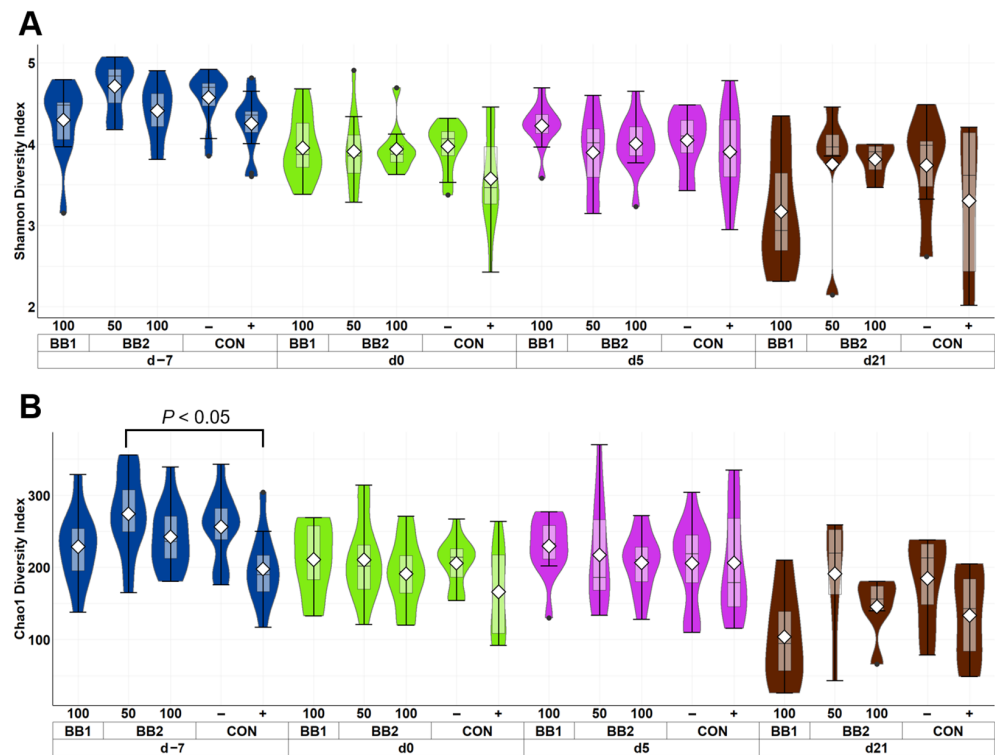 A
Shannon Diversity Index
5
4
3
2
100 50 100 – + 100 50 100 – + 100 50 100 – + 100 50 100 – +
BB1 BB2 CON BB1 BB2 CON BB1 BB2 CON BB1 BB2 CON
d−7 d0 d5 d21
B
P < 0.05
Chao1 Diversity Index
300
200
100
100 50 100 – + 100 50 100 – + 100 50 100 – + 100 50 100 – +
BB1 BB2 CON BB1 BB2 CON BB1 BB2 CON BB1 BB2 CON
d−7 d0 d5 d21